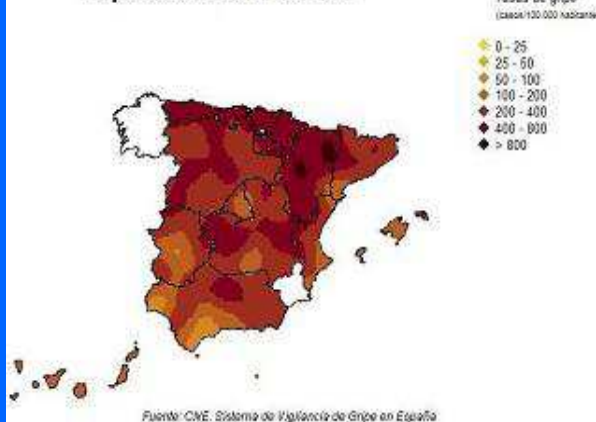 Tasas de gripe
(casos/100.000 habitantes
0 - 25
25 - 50
50 - 100
100 - 200
200 - 400
400 - 800
> 800
Fuente: CNE. Sistema de Vigilancia de Gripe en España